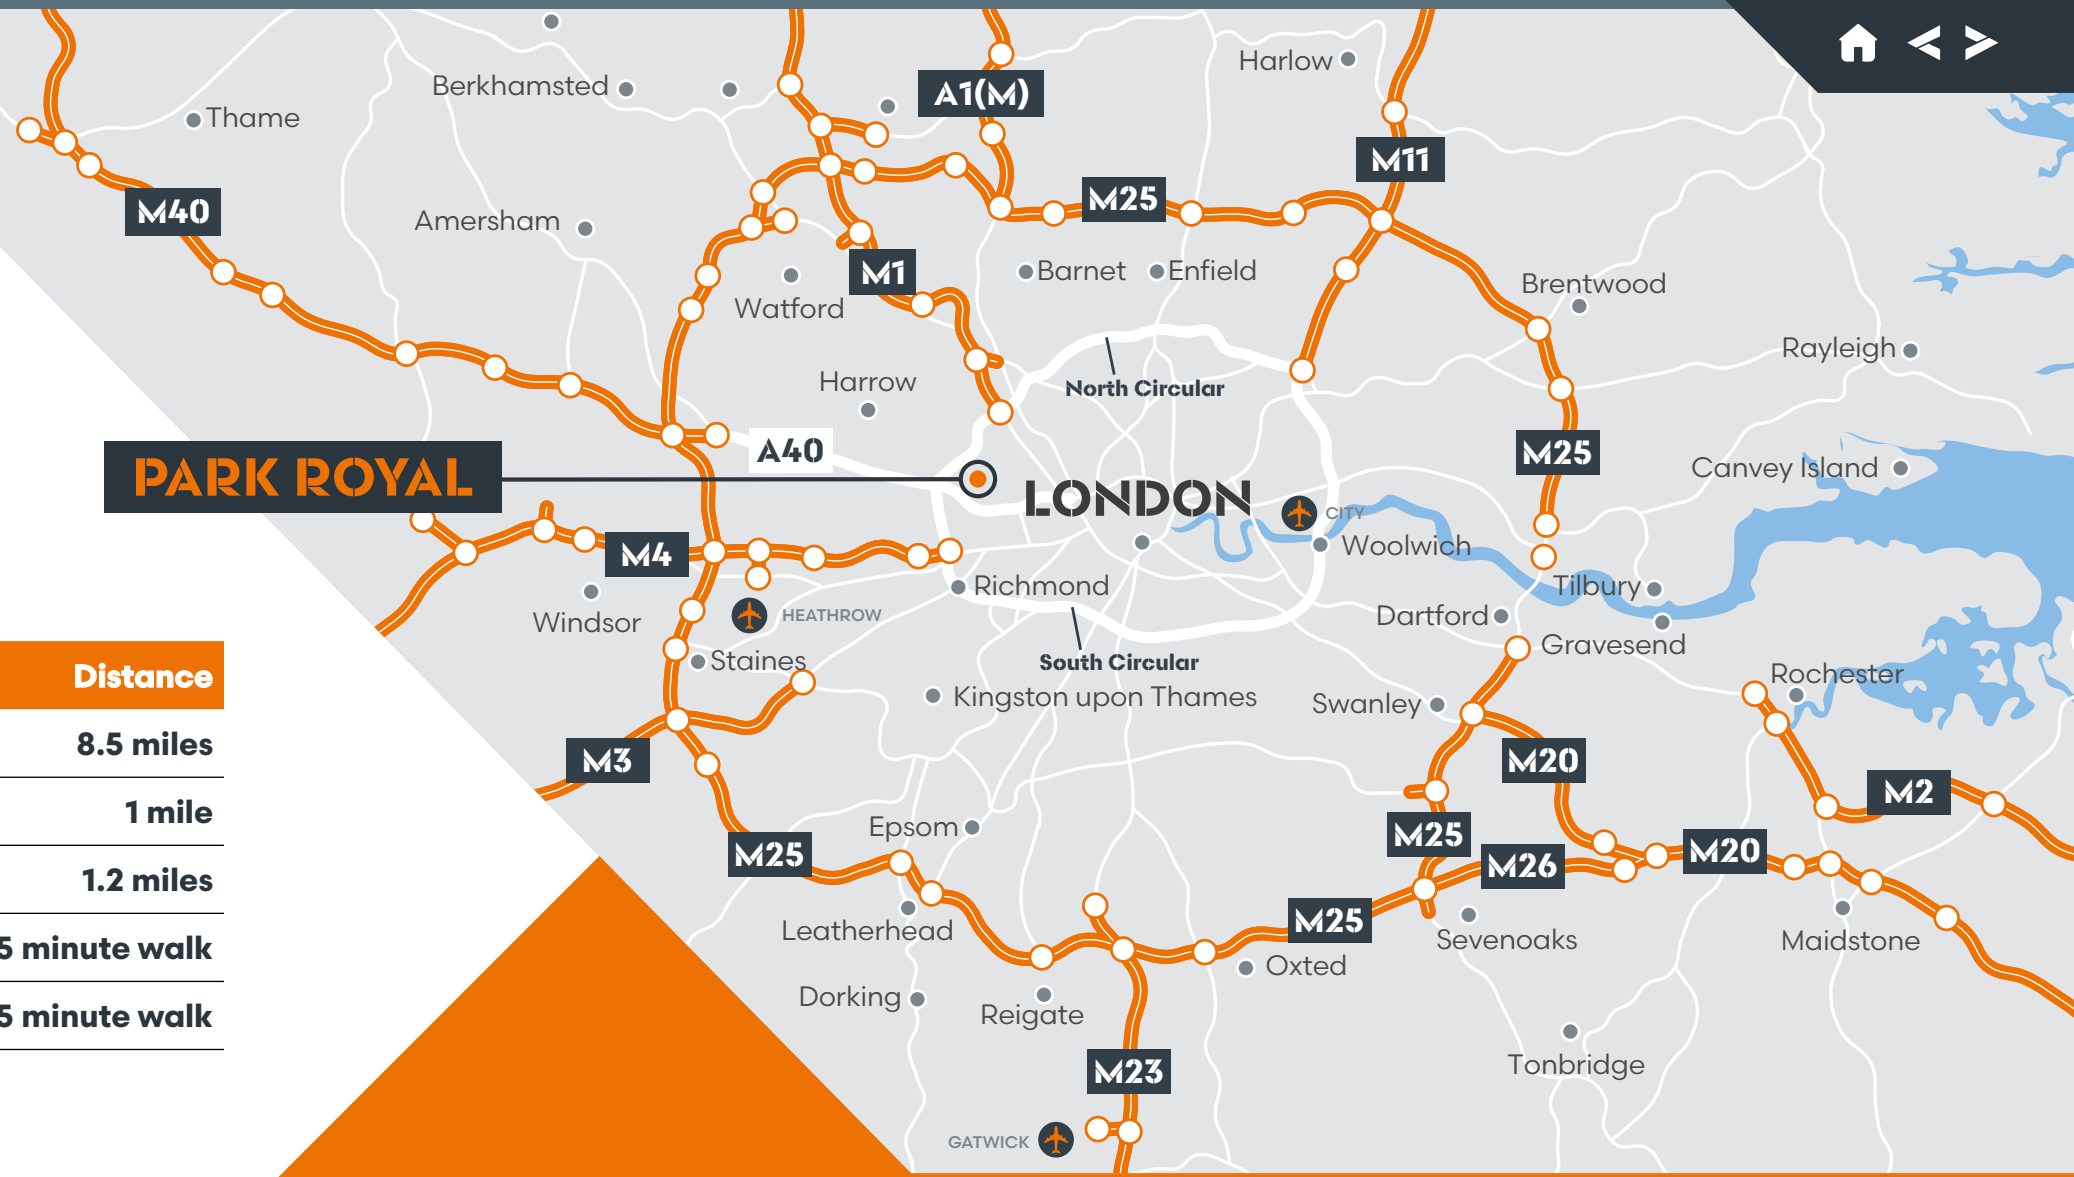 Harlow
Berkhamsted
A1(M)
Thame
M11
M40
M25
Amersham
M1
Barnet
Enfield
Brentwood
Watford
Rayleigh
North Circular
Harrow
A40
M25
PARK ROYAL
Canvey Island
LONDON
CITY
M4
Woolwich
Richmond
Tilbury
HEATHROW
Dartford
Windsor
Gravesend
Staines
South Circular
Rochester
Distance
Kingston upon Thames
Swanley
8.5 miles
M3
M20
M2
1 mile
Epsom
M25
M25
M20
M26
1.2 miles
M25
Leatherhead
Sevenoaks
Maidstone
5 minute walk
Oxted
Dorking
Reigate
5 minute walk
Tonbridge
M23
GATWICK